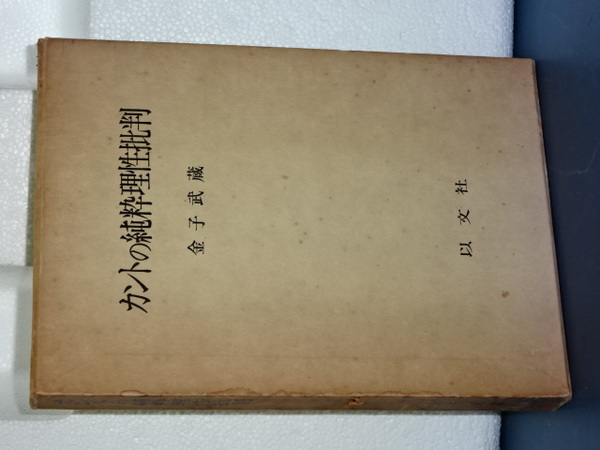 カントの純粋理性批判
金子武蔵
以文社